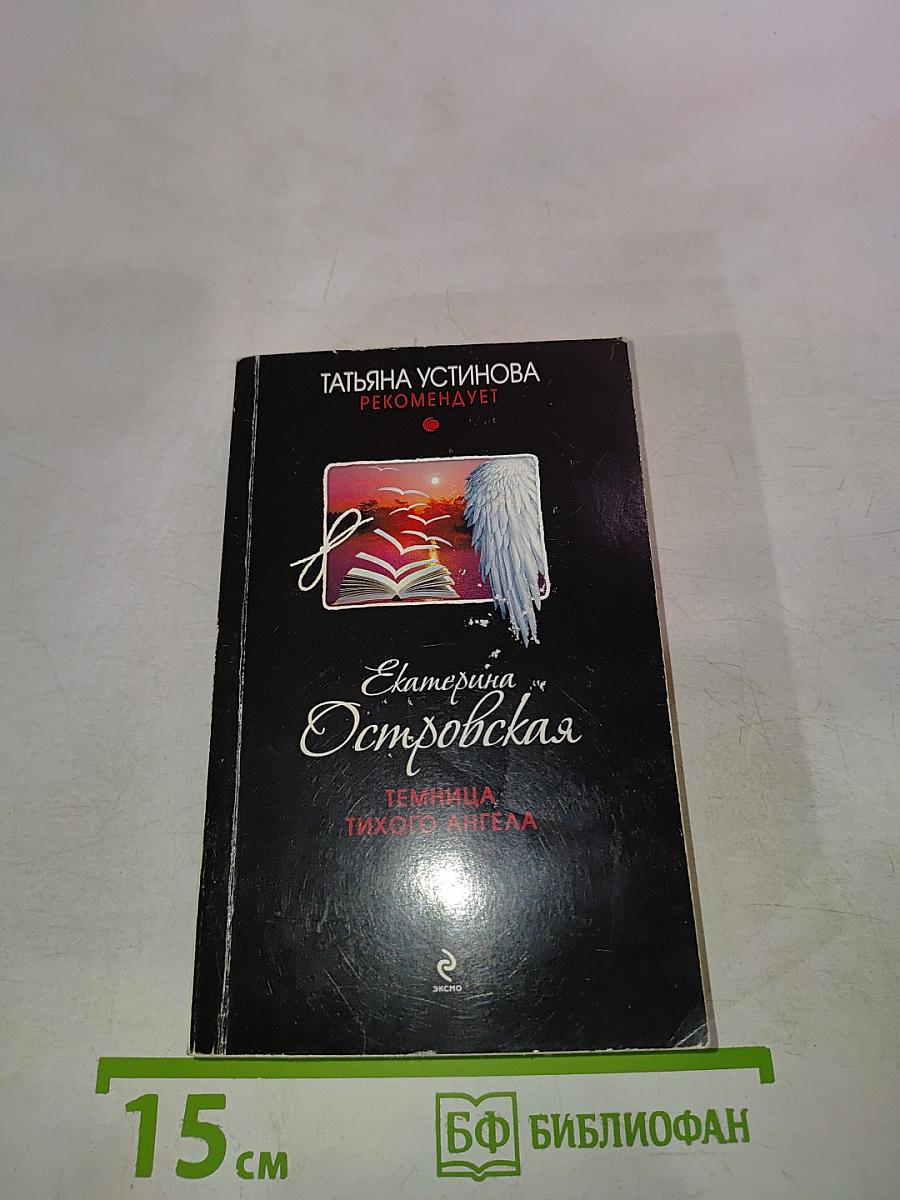 ТАТЬЯНА УСТИНОВА
РЕКОМЕНДУЕТ
Екатерина
Островская
ТЕМНИЦА
ТИХОГО АНГЕЛА
ЭКСМО
15 см
БФ БИБЛИОФАН